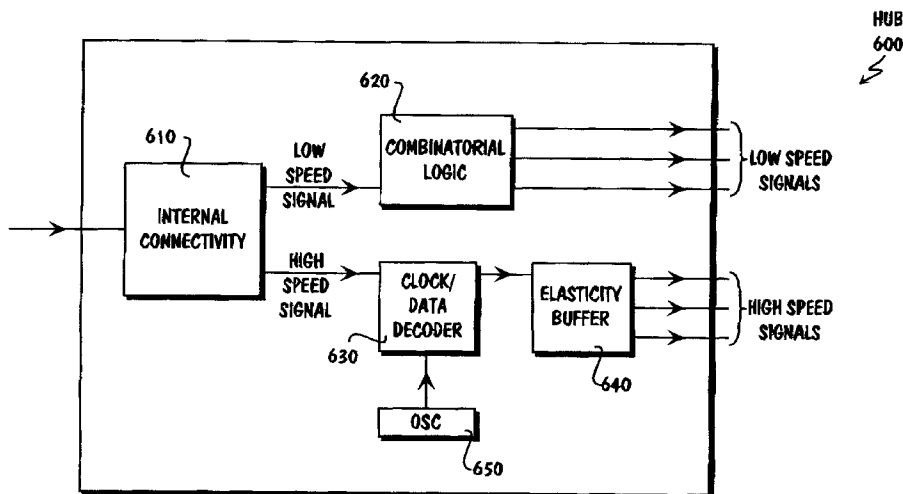 HUB
600
610
INTERNAL
CONNECTIVITY
LOW
SPEED
SIGNAL
620
COMBINATORIAL
LOGIC
LOW SPEED
SIGNALS
HIGH
SPEED
SIGNAL
CLOCK/
DATA
DECODER
630
ELASTICITY
BUFFER
640
HIGH SPEED
SIGNALS
OSC
650